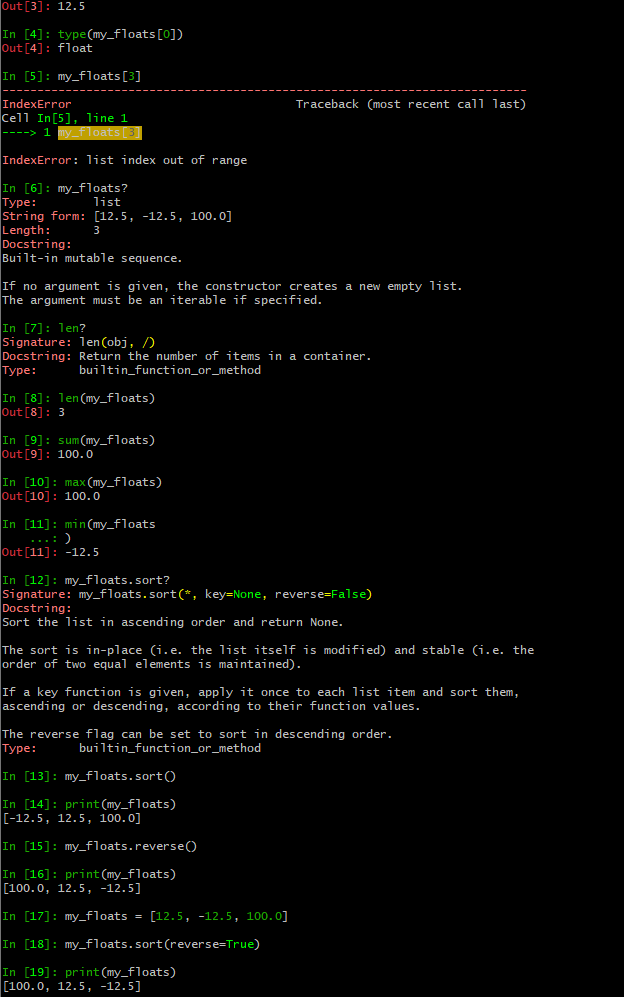 Out[3]: 12.5
In [4]: type(my_floats[0])
Out[4]: float
In [5]: my_floats[3]
---------------------------------------------------------------------------
IndexError                                Traceback (most recent call last)
Cell In[5], line 1
----> 1 my_floats[3]
IndexError: list index out of range
In [6]: my_floats?
Type:        list
String form: [12.5, -12.5, 100.0]
Length:      3
Docstring:
Built-in mutable sequence.
If no argument is given, the constructor creates a new empty list.
The argument must be an iterable if specified.
In [7]: len?
Signature: len(obj, /)
Docstring: Return the number of items in a container.
Type:      builtin_function_or_method
In [8]: len(my_floats)
Out[8]: 3
In [9]: sum(my_floats)
Out[9]: 100.0
In [10]: max(my_floats)
Out[10]: 100.0
In [11]: min(my_floats
    ...: )
Out[11]: -12.5
In [12]: my_floats.sort?
Signature: my_floats.sort(*, key=None, reverse=False)
Docstring:
Sort the list in ascending order and return None.
The sort is in-place (i.e. the list itself is modified) and stable (i.e. the
order of two equal elements is maintained).
If a key function is given, apply it once to each list item and sort them,
ascending or descending, according to their function values.
The reverse flag can be set to sort in descending order.
Type:      builtin_function_or_method
In [13]: my_floats.sort()
In [14]: print(my_floats)
[-12.5, 12.5, 100.0]
In [15]: my_floats.reverse()
In [16]: print(my_floats)
[100.0, 12.5, -12.5]
In [17]: my_floats = [12.5, -12.5, 100.0]
In [18]: my_floats.sort(reverse=True)
In [19]: print(my_floats)
[100.0, 12.5, -12.5]